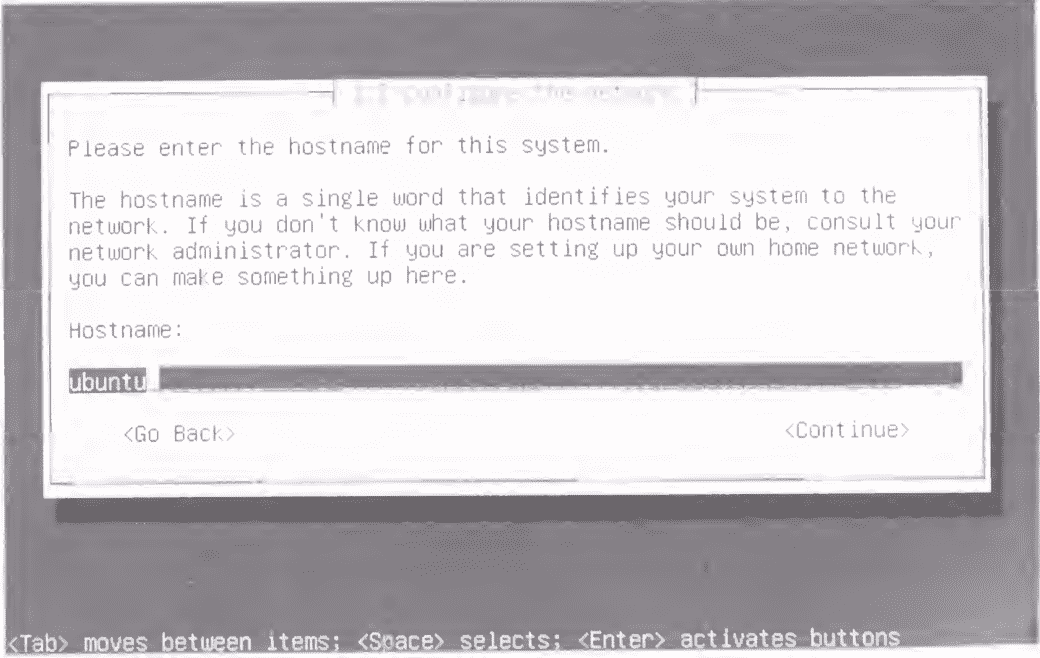 Configure the network
Please enter the hostname for this system.
The hostname is a single word that identifies your system to the
network. If you don't know what your hostname should be, consult your
network administrator. If you are setting up your own home network,
you can make something up here.
Hostname:
ubuntu
<Go Back>
<Continue>
<Tab> moves between items; <Space> selects; <Enter> activates buttons